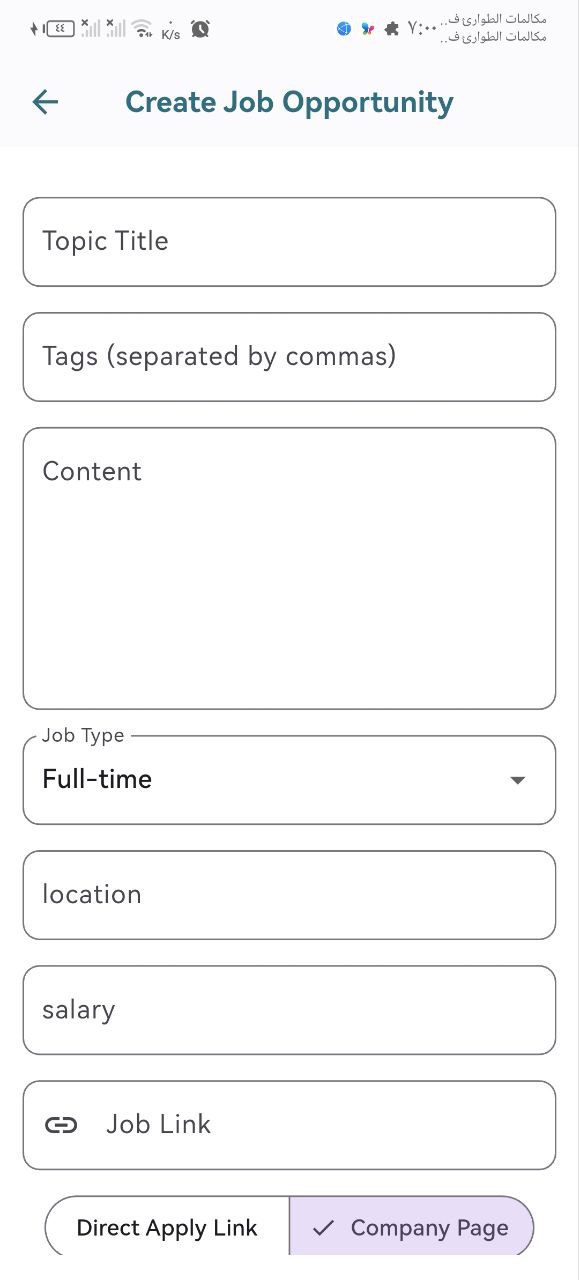 ٤٤
K/s
٧:٠٠
مكالمات الطوارئ ف..
مكالمات الطوارئ ف..
Create Job Opportunity
Topic Title
Tags (separated by commas)
Content
Job Type
Full-time
location
salary
Job Link
Direct Apply Link
Company Page